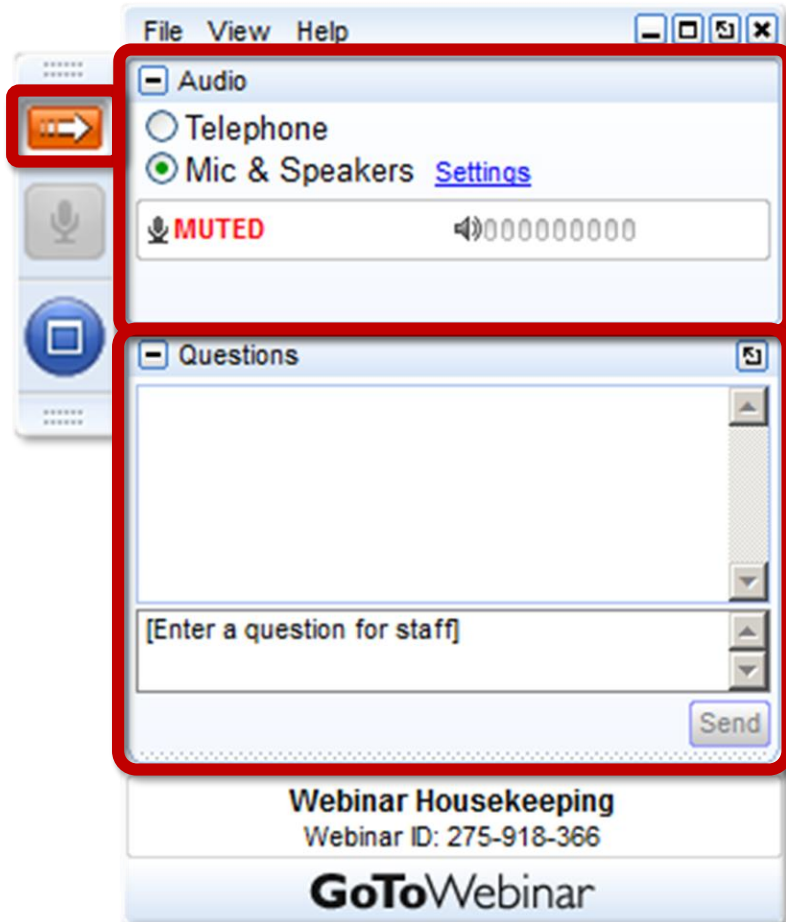 File View Help
Audio
Telephone
Mic & Speakers Settings
MUTED
Questions
[Enter a question for staff]
Send
Webinar Housekeeping
Webinar ID: 275-918-366
GoToWebinar